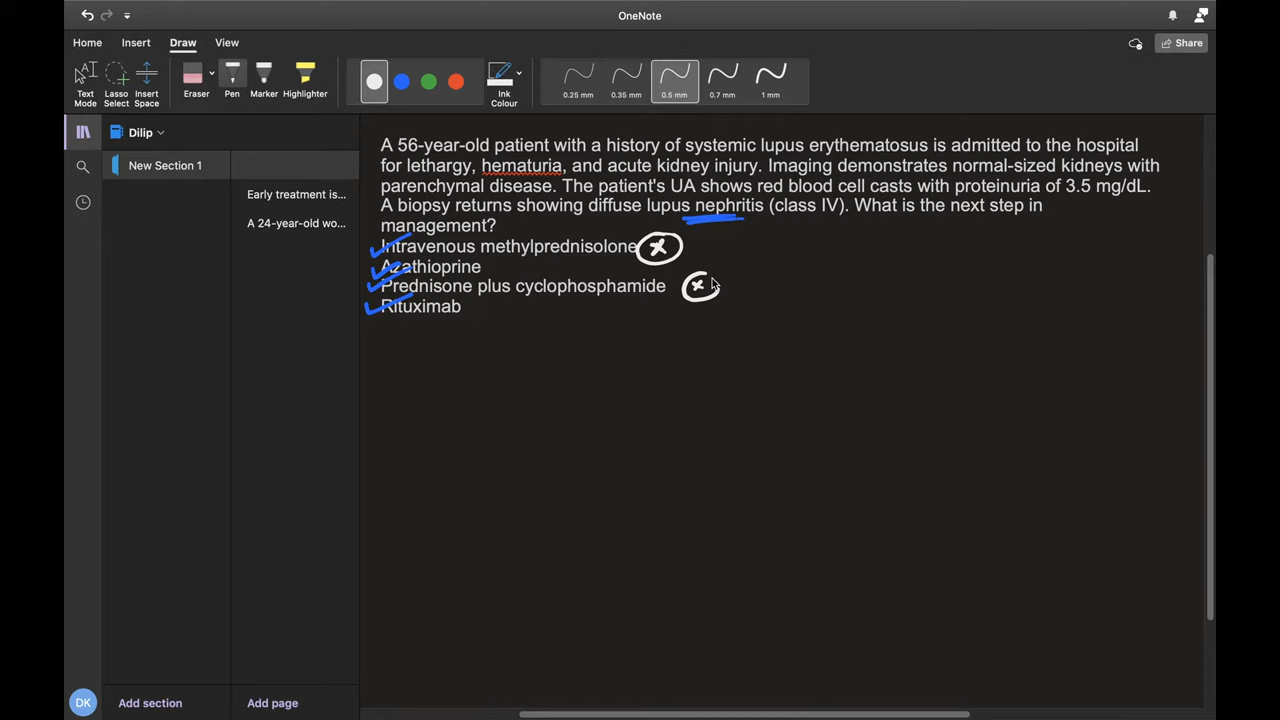 OneNote
Home Insert Draw View
Share
Text Mode
Lasso Select
Insert Space
Eraser
Pen
Marker
Highlighter
Ink Colour
0.25 mm
0.35 mm
0.5 mm
0.7 mm
1 mm
Dilip
New Section 1
Early treatment is...
A 24-year-old wo...
A 56-year-old patient with a history of systemic lupus erythematosus is admitted to the hospital
for lethargy, hematuria, and acute kidney injury. Imaging demonstrates normal-sized kidneys with
parenchymal disease. The patient's UA shows red blood cell casts with proteinuria of 3.5 mg/dL.
A biopsy returns showing diffuse lupus nephritis (class IV). What is the next step in
management?
Intravenous methylprednisolone
Azathioprine
Prednisone plus cyclophosphamide
Rituximab
DK
Add section
Add page